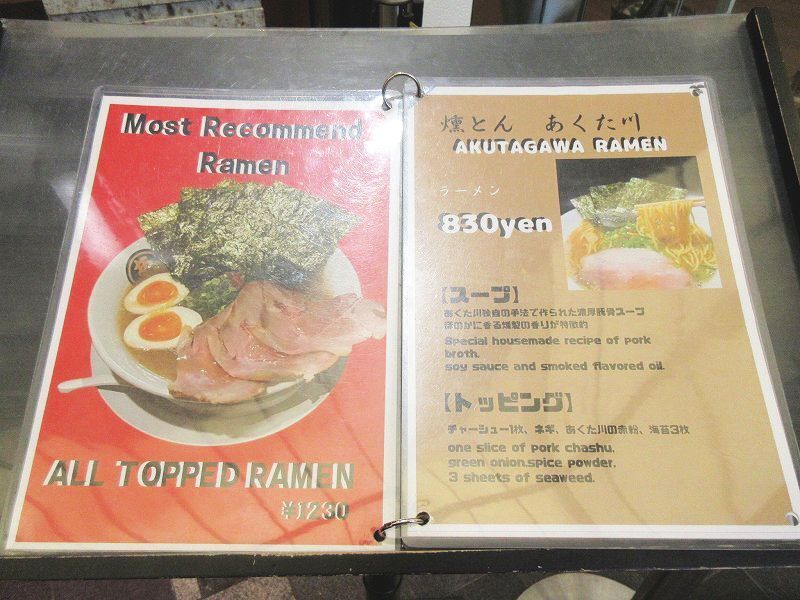 Most Recommend
Ramen
ALL TOPPED RAMEN
¥1230
燻とん あくた川
AKUTAGAWA RAMEN
ラーメン
830yen
【スープ】
あくた川独自の手法で作られた濃厚豚骨スープ
ほのかに香る燻製の香りが特徴的
Special housemade recipe of pork
broth.
soy sauce and smoked flavored oil.
【トッピング】
チャーシュー1枚、ネギ、あくた川の赤粉、海苔3枚
one slice of pork chashu.
green onion.spice powder.
3 sheets of seaweed.